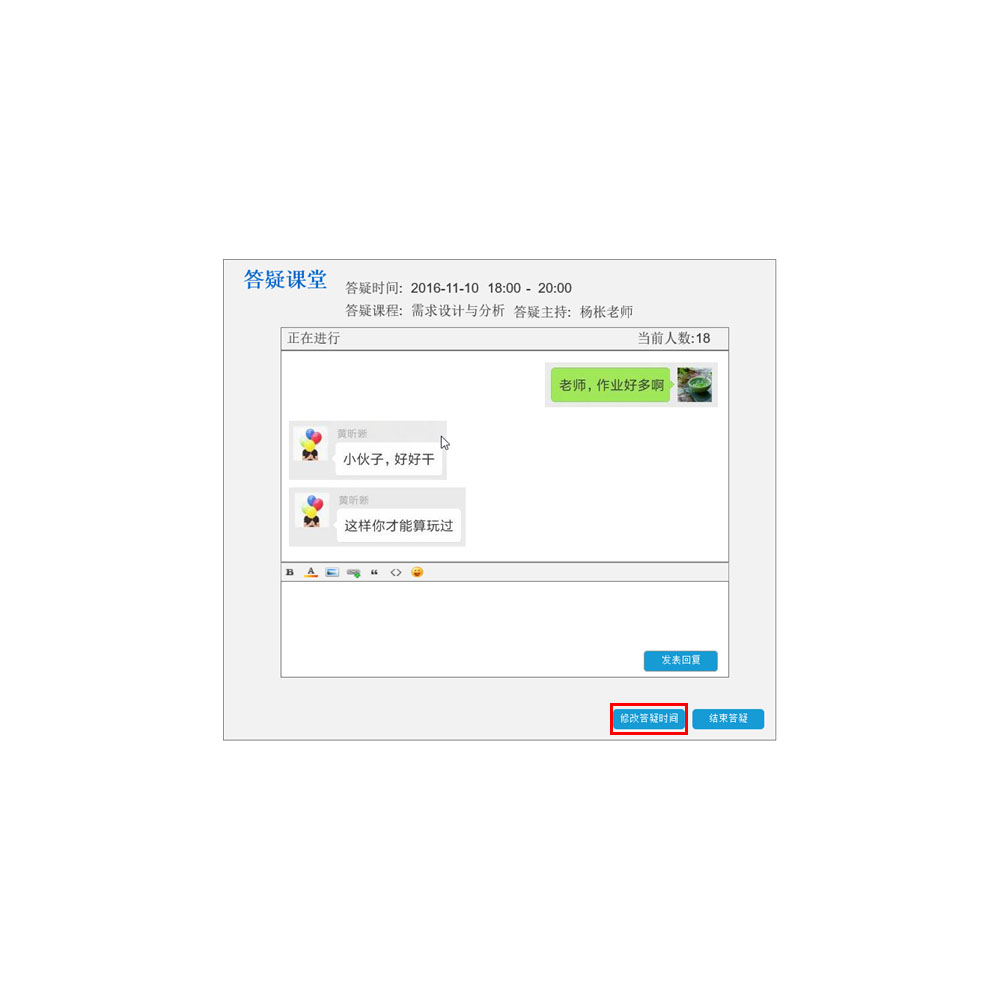 答疑课堂
答疑时间: 2016-11-10 18:00 - 20:00
答疑课程: 需求设计与分析 答疑主持: 杨枨老师
正在进行 当前人数:18
老师，作业好多啊
黄昕晰
小伙子，好好干
黄昕晰
这样你才能算玩过
发表回复
修改答疑时间 结束答疑